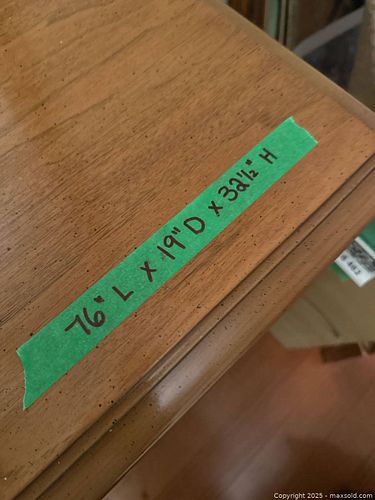 76" L x 19" D x 32½" H
Copyright 2025 - maxsold.com